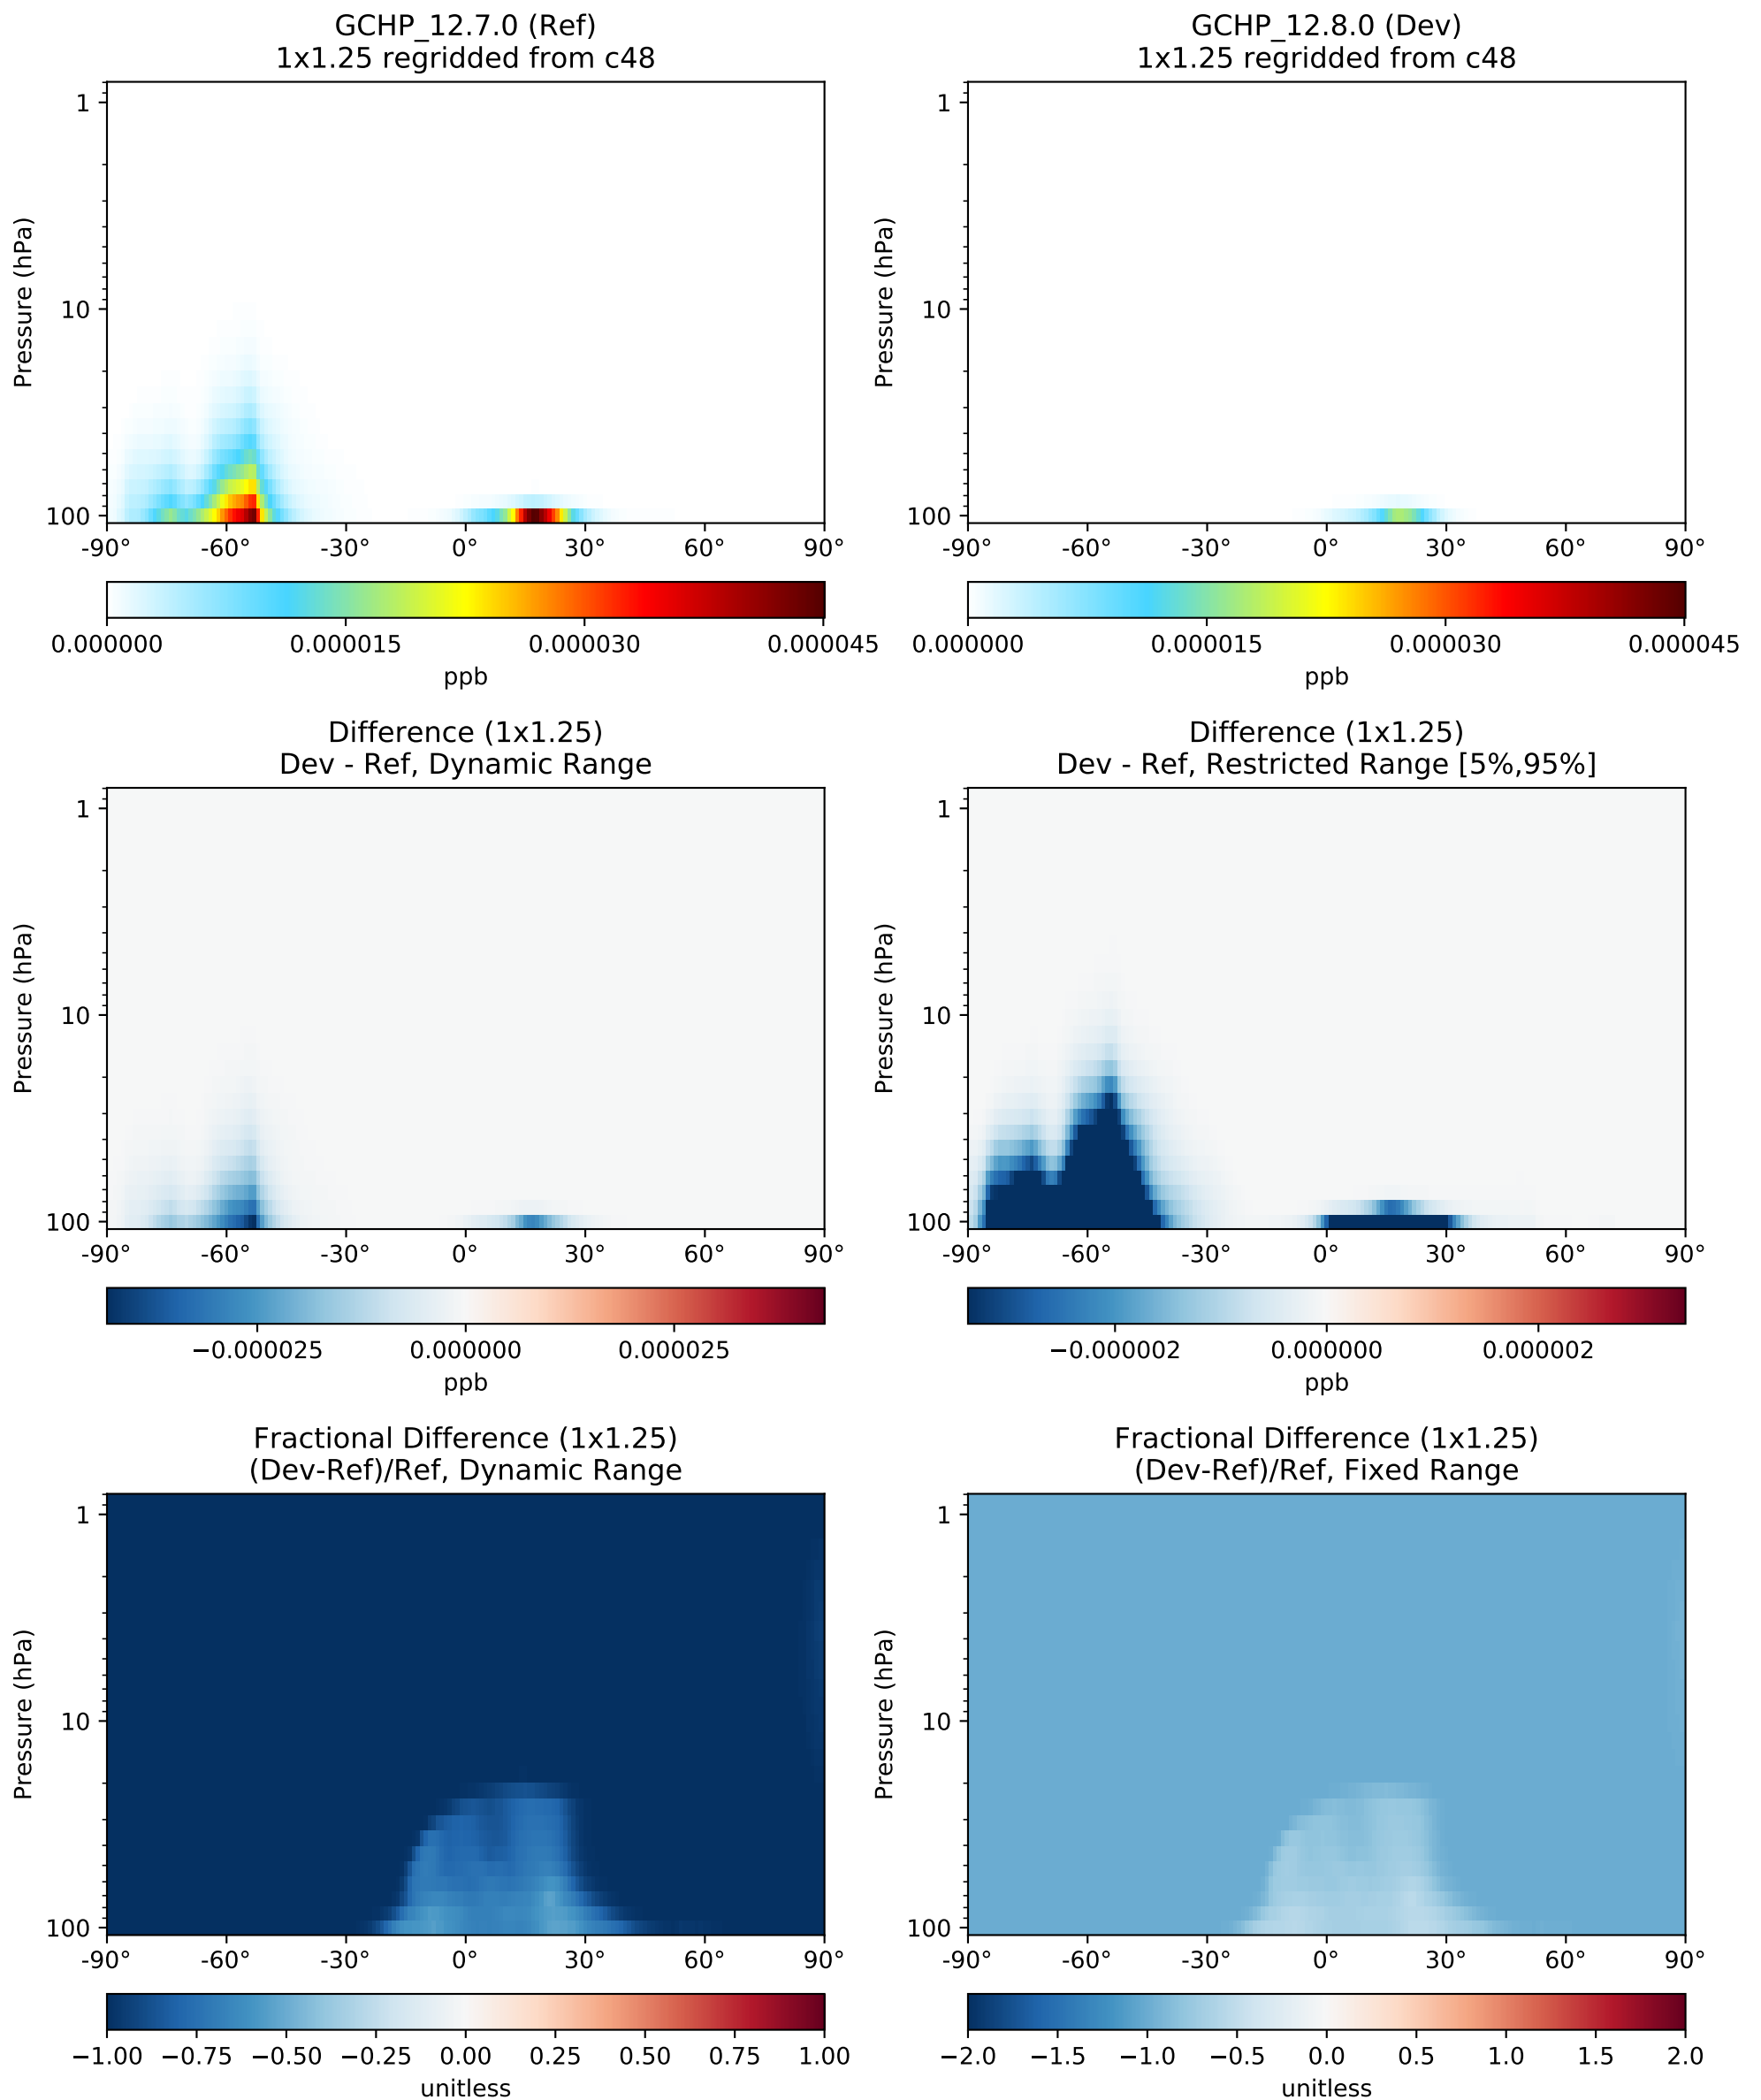 GCHP_12.7.0 (Ref)
1x1.25 regridded from c48
Pressure (hPa)
1
10
100
-90° -60° -30° 0° 30° 60° 90°
0.000000 0.000015 0.000030 0.000045
ppb
GCHP_12.8.0 (Dev)
1x1.25 regridded from c48
Pressure (hPa)
1
10
100
-90° -60° -30° 0° 30° 60° 90°
0.000000 0.000015 0.000030 0.000045
ppb
Difference (1x1.25)
Dev - Ref, Dynamic Range
Pressure (hPa)
1
10
100
-90° -60° -30° 0° 30° 60° 90°
−0.000025 0.000000 0.000025
ppb
Difference (1x1.25)
Dev - Ref, Restricted Range [5%,95%]
Pressure (hPa)
1
10
100
-90° -60° -30° 0° 30° 60° 90°
−0.000002 0.000000 0.000002
ppb
Fractional Difference (1x1.25)
(Dev-Ref)/Ref, Dynamic Range
Pressure (hPa)
1
10
100
-90° -60° -30° 0° 30° 60° 90°
−1.00 −0.75 −0.50 −0.25 0.00 0.25 0.50 0.75 1.00
unitless
Fractional Difference (1x1.25)
(Dev-Ref)/Ref, Fixed Range
Pressure (hPa)
1
10
100
-90° -60° -30° 0° 30° 60° 90°
−2.0 −1.5 −1.0 −0.5 0.0 0.5 1.0 1.5 2.0
unitless